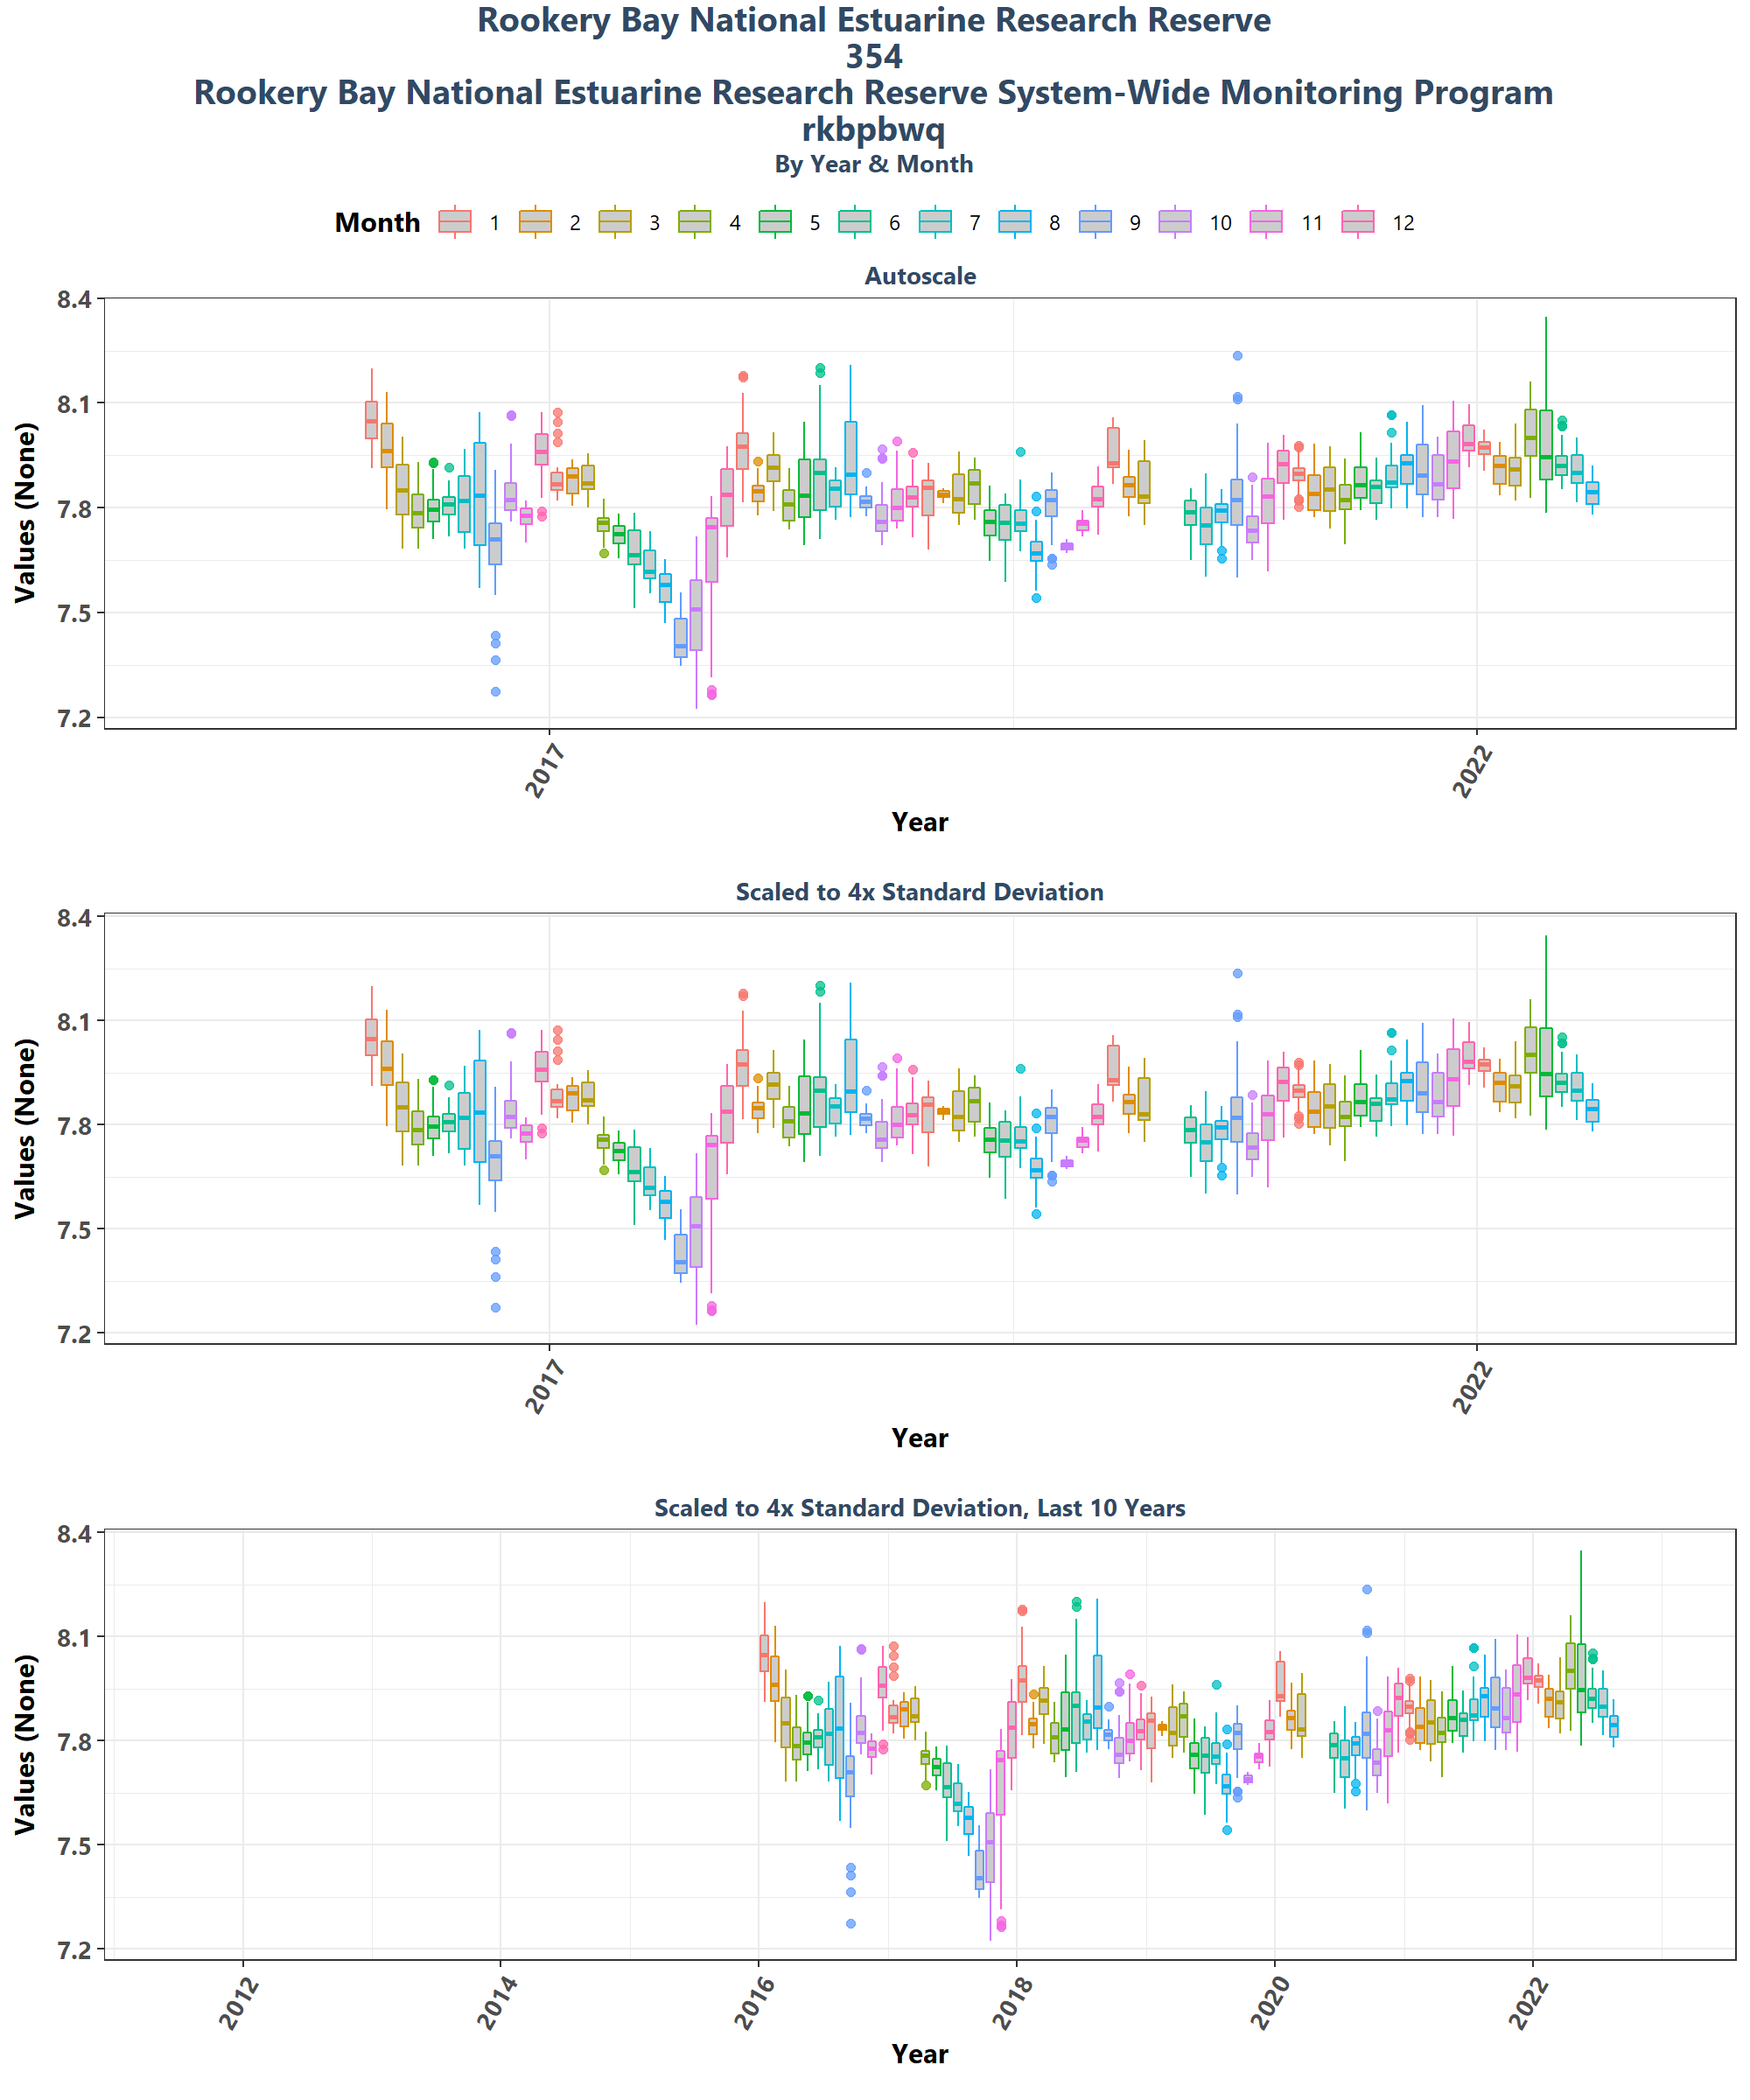 Rookery Bay National Estuarine Research Reserve
354
Rookery Bay National Estuarine Research Reserve System-Wide Monitoring Program
rkbpbwq
By Year & Month
Month 1 2 3 4 5 6 7 8 9 10 11 12
Autoscale
Values (None)
8.4
8.1
7.8
7.5
7.2
2017 2022
Year
Scaled to 4x Standard Deviation
Values (None)
8.4
8.1
7.8
7.5
7.2
2017 2022
Year
Scaled to 4x Standard Deviation, Last 10 Years
Values (None)
8.4
8.1
7.8
7.5
7.2
2012 2014 2016 2018 2020 2022
Year